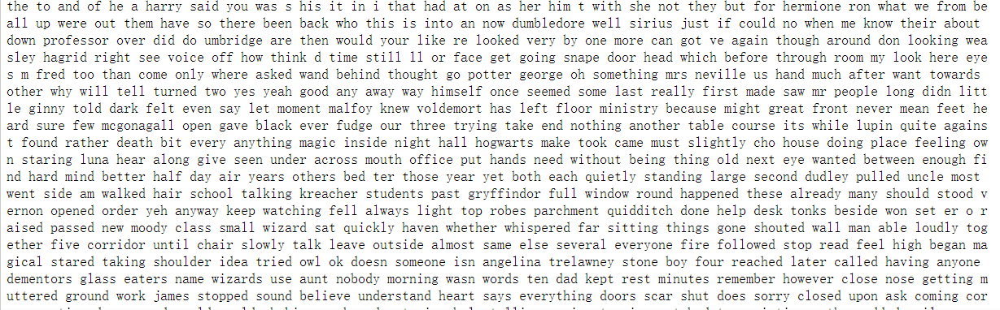 the to and of he a harry said you was s his it in i that had at on as her him t with she not they but for hermione ron what we from be
all up were out them have so there been back who this is into an now dumbledore well sirius just if could no when me know their about
down professor over did do umbridge are then would your like re looked very by one more can got ve again though around don looking wea
sley hagrid right see voice off how think d time still ll or face get going snape door head which before through room my look here eye
s m fred too than come only where asked wand behind thought go potter george oh something mrs neville us hand much after want towards
other why will tell turned two yes yeah good any away way himself once seemed some last really first made saw mr people long didn litt
le ginny told dark felt even say let moment malfoy knew voldemort has left floor ministry because might great front never mean feet he
ard sure few mcgonagall open gave black ever fudge our three trying take end nothing another table course its while lupin quite agains
t found rather death bit every anything magic inside night hall hogwarts make took came must slightly cho house doing place feeling ow
n staring luna hear along give seen under across mouth office put hands need without being thing old next eye wanted between enough fi
nd hard mind better half day air years others bed ter those year yet both each quietly standing large second dudley pulled uncle most
went side am walked hair school talking kreacher students past gryffindor full window round happened these already many should stood v
ernon opened order yeh anyway keep watching fell always light top robes parchment quidditch done help desk tonks beside won set er o r
aised passed new moody class small wizard sat quickly haven whether whispered far sitting things gone shouted wall man able loudly tog
ether five corridor until chair slowly talk leave outside almost same else several everyone fire followed stop read feel high began ma
gical stared taking shoulder idea tried owl ok doesn someone isn angelina trelawney stone boy four reached later called having anyone
dementors glass eaters name wizards use aunt nobody morning wasn words ten dad kept rest minutes remember however close nose getting m
uttered ground work james stopped sound believe understand heart says everything doors scar shut does sorry closed upon ask coming cor